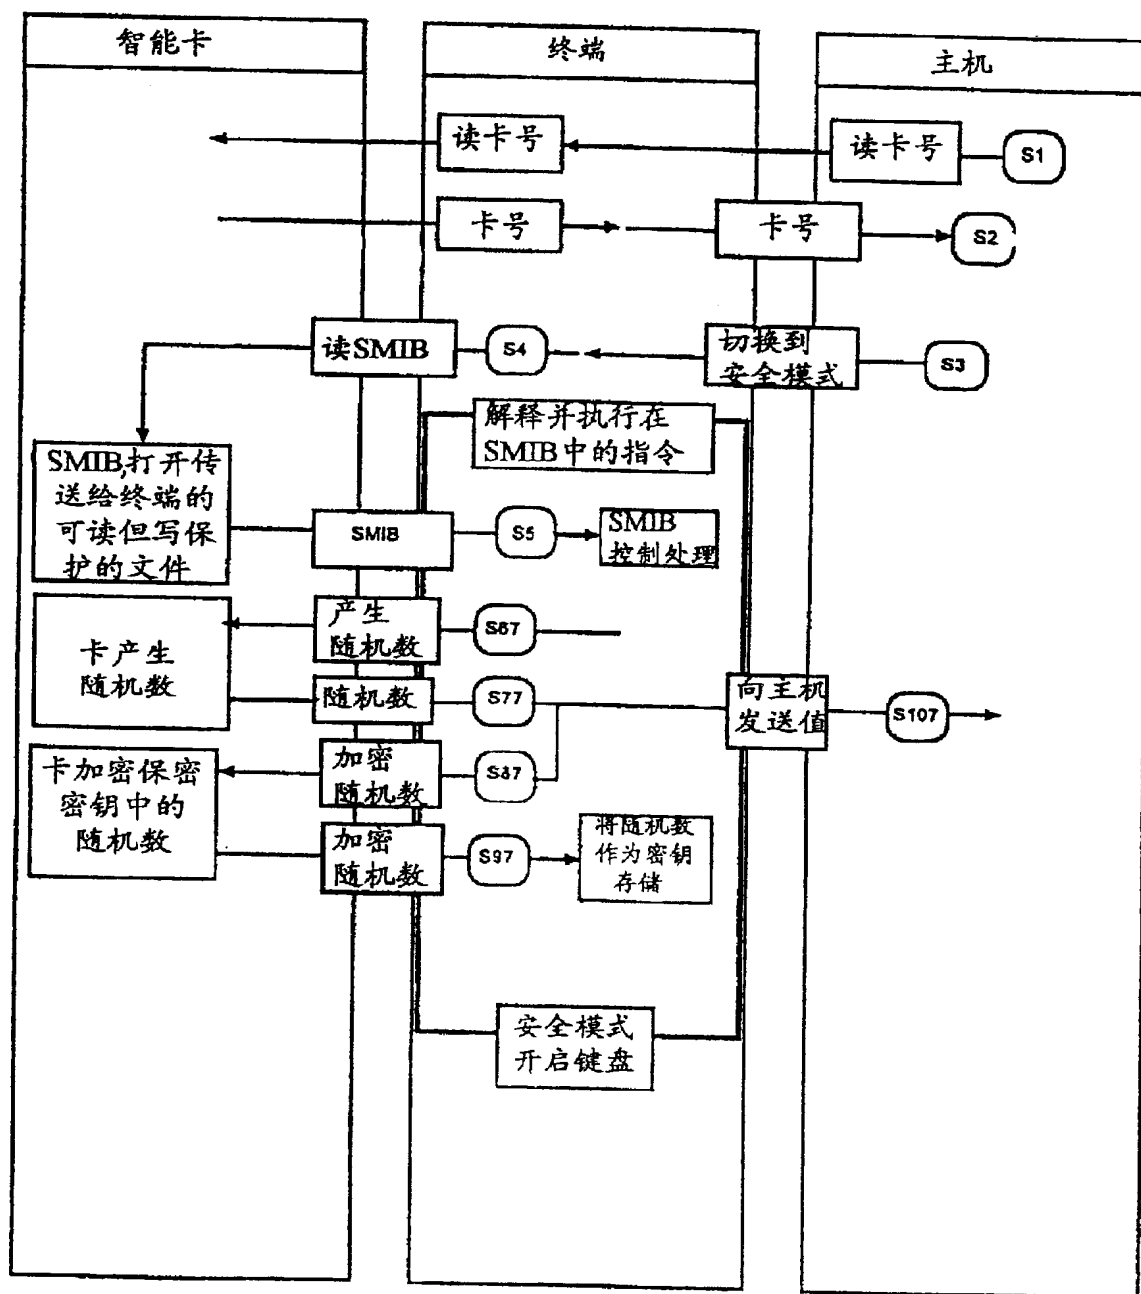 智能卡
终端
主机
读卡号
读卡号
S1
卡号
卡号
S2
读SMIB
S4
切换到
安全模式
S3
解释并执行在
SMIB中的指令
SMIB,打开传
送给终端的
可读但写保
护的文件
SMIB
S5
SMIB
控制处理
产生
随机数
S67
卡产生
随机数
随机数
S77
向主机
发送值
S107
卡加密保密
密钥中的
随机数
加密
随机数
S87
加密
随机数
S97
将随机数
作为密钥
存储
安全模式
开启键盘